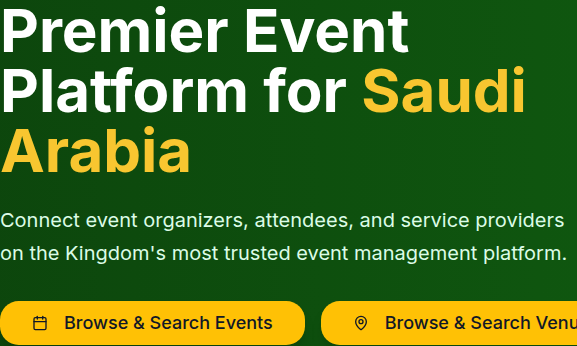 Premier Event
Platform for Saudi
Arabia
Connect event organizers, attendees, and service providers
on the Kingdom's most trusted event management platform.
Browse & Search Events
Browse & Search Venu